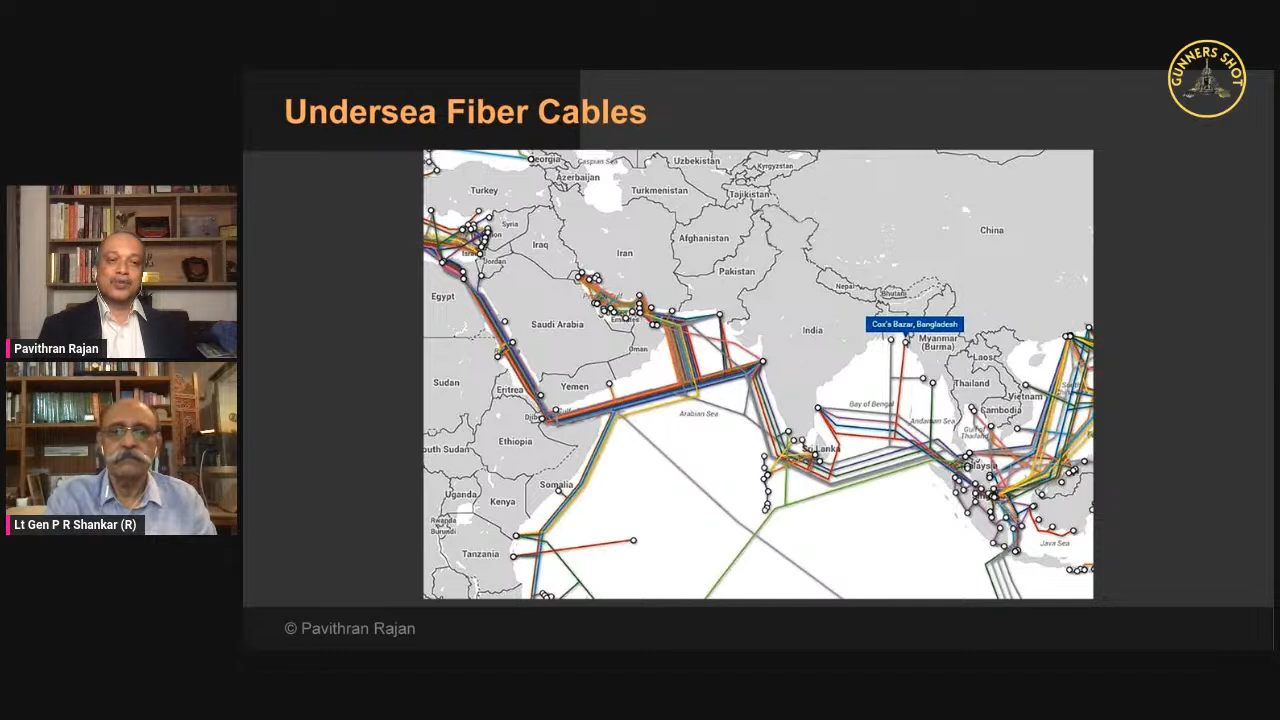 GUNNERS SHOT
Undersea Fiber Cables
Georgia
Caspian Sea
Uzbekistan
Kyrgyzstan
Azerbaijan
Turkey
Turkmenistan
Tajikistan
Syria
China
Iraq
Iran
Afghanistan
Jordan
Pakistan
Egypt
Nepal
Bhutan
Saudi Arabia
Cox's Bazar, Bangladesh
India
Myanmar
(Burma)
Oman
Laos
Sudan
Eritrea
Yemen
Thailand
Vietnam
Bay of Bengal
Arabian Sea
Cambodia
Andaman Sea
Gulf of
Thailand
Ethiopia
Sri Lanka
Somalia
Uganda
Kenya
Rwanda
Burundi
Tanzania
Java Sea
Pavithran Rajan
Lt Gen P R Shankar (R)
© Pavithran Rajan